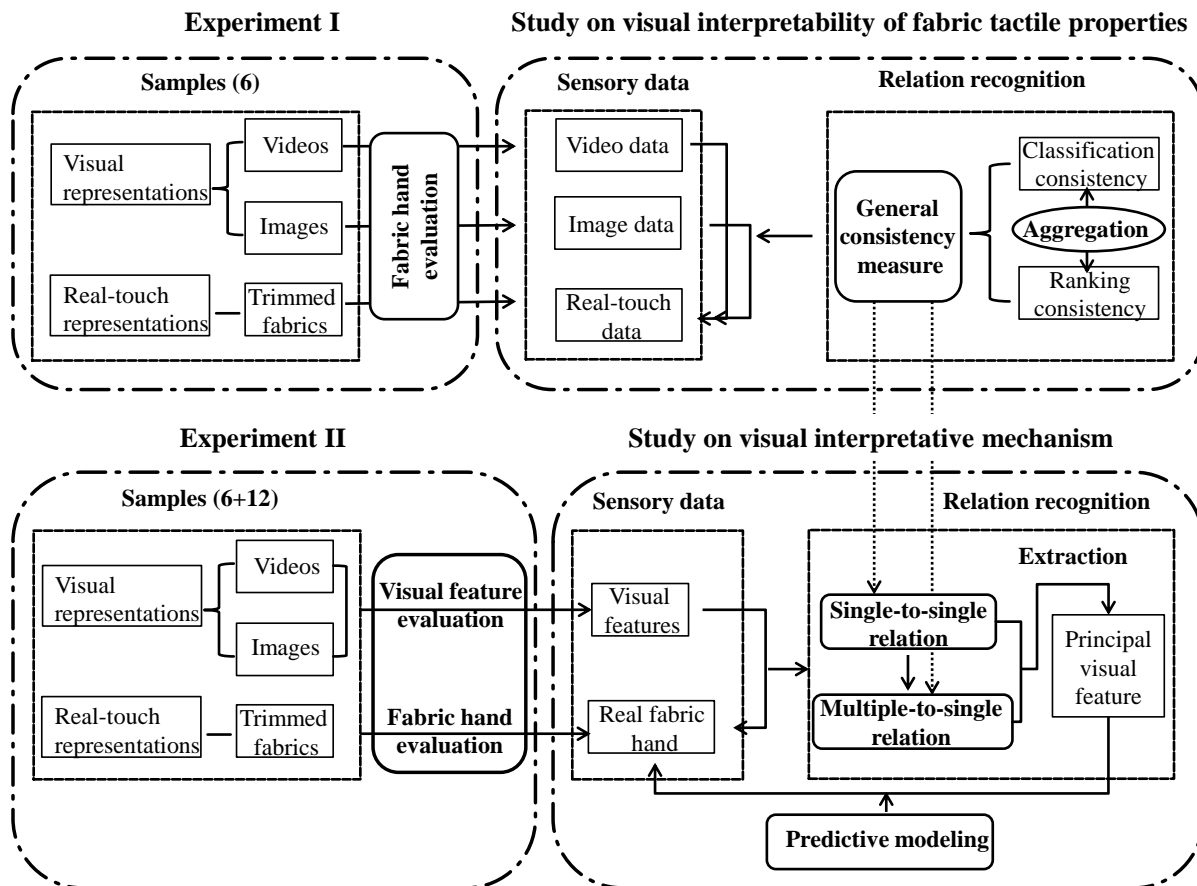 Experiment I
Study on visual interpretability of fabric tactile properties
Samples (6)
Visual
representations
Videos
Images
Real-touch
representations
Trimmed
fabrics
Fabric hand
evaluation
Sensory data
Video data
Image data
Real-touch
data
Relation recognition
General
consistency
measure
Classification
consistency
Aggregation
Ranking
consistency
Experiment II
Study on visual interpretative mechanism
Samples (6+12)
Visual
representations
Videos
Images
Real-touch
representations
Trimmed
fabrics
Visual feature
evaluation
Fabric hand
evaluation
Sensory data
Visual
features
Real fabric
hand
Relation recognition
Extraction
Single-to-single
relation
Multiple-to-single
relation
Principal
visual
feature
Predictive modeling